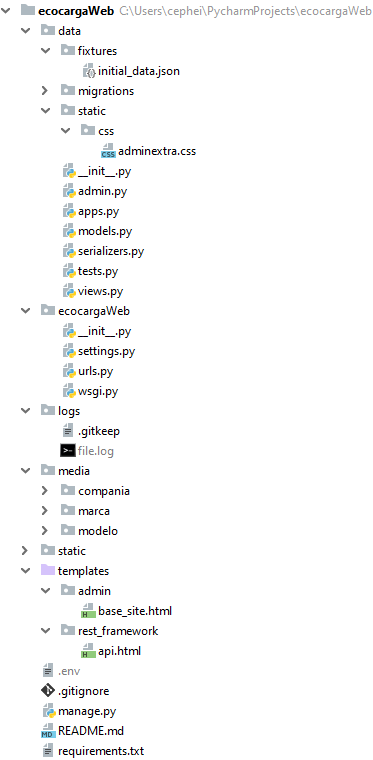 ecocargaWeb C:\Users\cephei\PycharmProjects\ecocargaWeb
data
fixtures
initial_data.json
migrations
static
css
adminextra.css
__init__.py
admin.py
apps.py
models.py
serializers.py
tests.py
views.py
ecocargaWeb
__init__.py
settings.py
urls.py
wsgi.py
logs
.gitkeep
file.log
media
compania
marca
modelo
static
templates
admin
base_site.html
rest_framework
api.html
.env
.gitignore
manage.py
README.md
requirements.txt